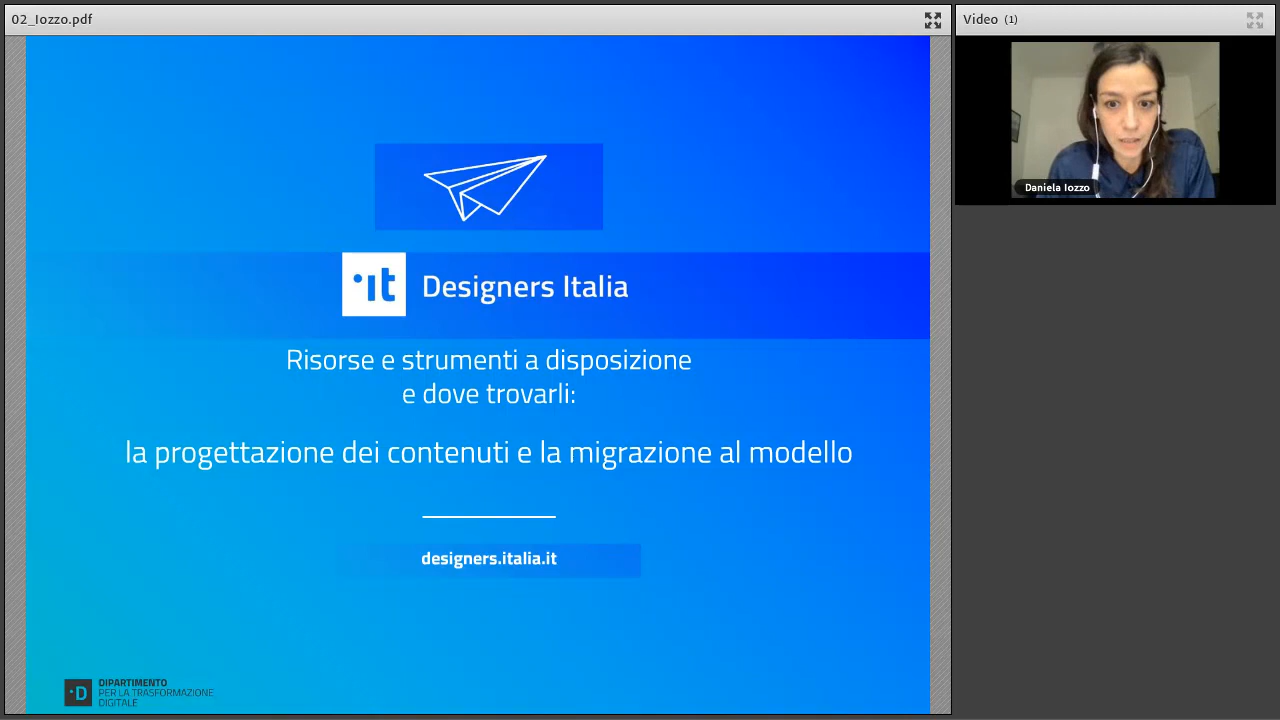 02_Iozzo.pdf
Video (1)
Daniela Iozzo
·it Designers Italia
Risorse e strumenti a disposizione
e dove trovarli:
la progettazione dei contenuti e la migrazione al modello
designers.italia.it
·D
DIPARTIMENTO
PER LA TRASFORMAZIONE
DIGITALE